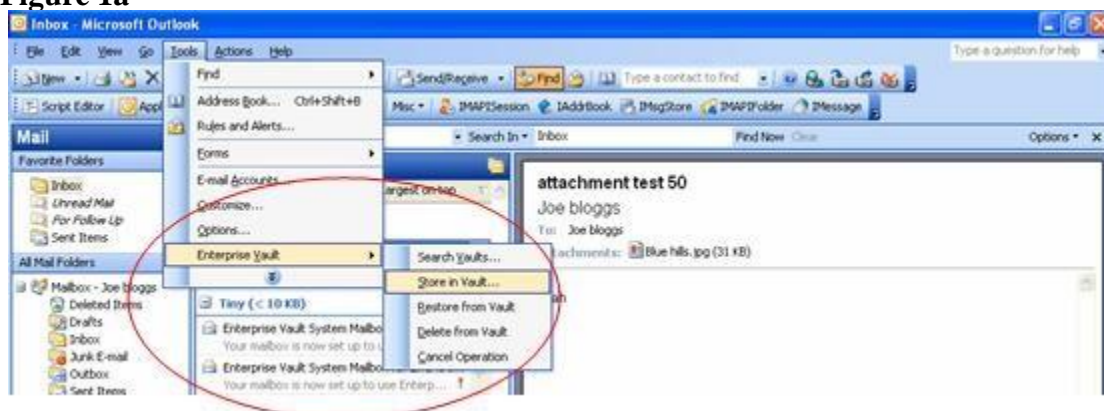 Figure 1a
Inbox - Microsoft Outlook
File Edit View Go Tools Actions Help Type a question for help
New Send/Receive Find Type a contact to find
Script Editor Misc IMAPISession IAddrBook IMsgStore IMAPIFolder IMessage
Find
Address Book... Ctrl+Shift+B
Rules and Alerts...
Forms
E-mail Accounts...
Customize...
Options...
Enterprise Vault
Search Vaults...
Store in Vault...
Restore from Vault
Delete from Vault
Cancel Operation
Mail
Search In Inbox Find Now Clear Options
Favorite Folders
Inbox
Unread Mail
For Follow Up
Sent Items
All Mail Folders
Mailbox - Joe bloggs
Deleted Items
Drafts
Inbox
Junk E-mail
Outbox
Sent Items
largest on top
Tiny (< 10 KB)
Enterprise Vault System Mailbo
Your mailbox is now set up to u
Enterprise Vault System Mailbo
Your mailbox is now set up to use Enterp...
attachment test 50
Joe bloggs
To: Joe bloggs
Attachments: Blue hills.jpg (31 KB)